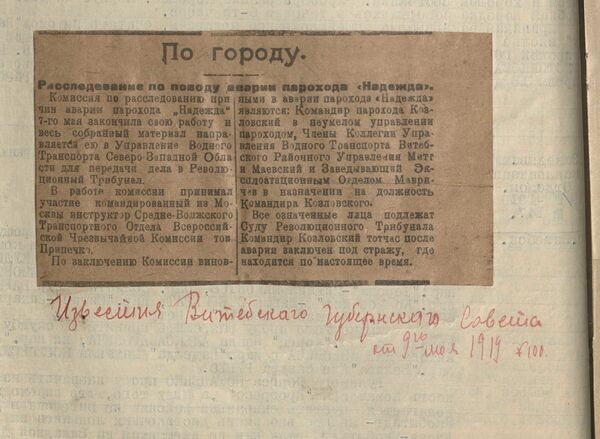 По городу.
Расследование по поводу аварии парохода «Надежда».
Комиссия по расследованию при
чин аварии парохода „Надежда"
7-го мая закончила свою работу и
весь собранный материал направ-
ляется ею в Управление Водного
Транспорта Северо-Западной Обла
сти для передачи дела в Револю-
ционный Трибунал.
В работе комиссии принимал
участие командированный из Мо-
сквы инструктор Средне-Волжского
Транспортного Отдела Всероссий-
ской Чрезвычайной Комиссии тов
Припечко.
По заключению Комиссии винов-
ными в аварии парохода «Надежда»
являются: Командир парохода Коз-
ловский в неумелом управлении
пароходом, Члены Коллегии Упра-
вления Водного Транспорта Витеб-
ского Районного Управления Метт
и Маевский и Заведывающий Эк-
сплоатационным Отделом Маври-
чев в назначении на должность
Командира Козловского.
Все означенные лица подлежат
Суду Революционного Трибунала
Командир Козловский тотчас после
аварии заключен под стражу, где
находится по настоящее время.
Известия Витебского Губернского Совета
от 9го мая 1919 №100.